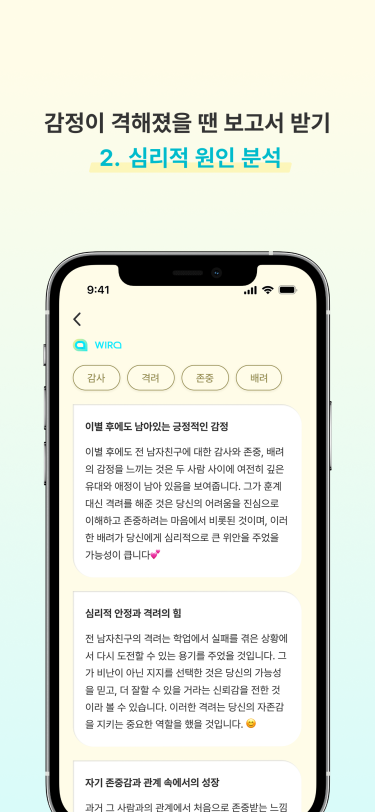 감정이 격해졌을 땐 보고서 받기
2. 심리적 원인 분석
9:41
WIRO
감사 격려 존중 배려
이별 후에도 남아있는 긍정적인 감정
이별 후에도 전 남자친구에 대한 감사와 존중, 배려
의 감정을 느끼는 것은 두 사람 사이에 여전히 깊은
유대와 애정이 남아 있음을 보여줍니다. 그가 훈계
대신 격려를 해준 것은 당신의 어려움을 진심으로
이해하고 존중하려는 마음에서 비롯된 것이며, 이러
한 배려가 당신에게 심리적으로 큰 위안을 주었을
가능성이 큽니다💕
심리적 안정과 격려의 힘
전 남자친구의 격려는 학업에서 실패를 겪은 상황에
서 다시 도전할 수 있는 용기를 주었을 것입니다. 그
가 비난이 아닌 지지를 선택한 것은 당신의 가능성
을 믿고, 더 잘할 수 있을 거라는 신뢰감을 전한 것
이라 볼 수 있습니다. 이러한 격려는 당신의 자존감
을 지키는 중요한 역할을 했을 것입니다. 😊
자기 존중감과 관계 속에서의 성장
과거 그 사람과의 관계에서 처음으로 존중받는 느낌